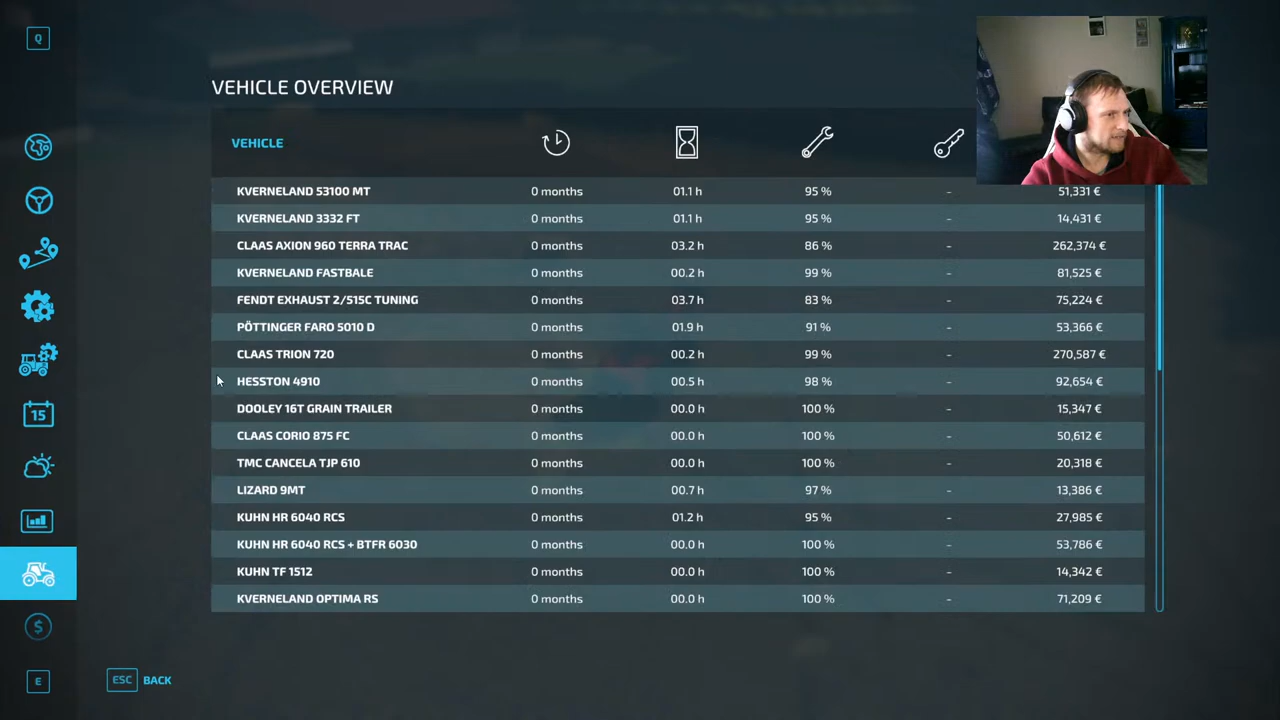 Q
VEHICLE OVERVIEW
VEHICLE
KVERNELAND 53100 MT 0 months 01.1 h 95 % - 51,331 €
KVERNELAND 3332 FT 0 months 01.1 h 95 % - 14,431 €
CLAAS AXION 960 TERRA TRAC 0 months 03.2 h 86 % - 262,374 €
KVERNELAND FASTBALE 0 months 00.2 h 99 % - 81,525 €
FENDT EXHAUST 2/515C TUNING 0 months 03.7 h 83 % - 75,224 €
PÖTTINGER FARO 5010 D 0 months 01.9 h 91 % - 53,366 €
CLAAS TRION 720 0 months 00.2 h 99 % - 270,587 €
HESSTON 4910 0 months 00.5 h 98 % - 92,654 €
DOOLEY 16T GRAIN TRAILER 0 months 00.0 h 100 % - 15,347 €
CLAAS CORIO 875 FC 0 months 00.0 h 100 % - 50,612 €
TMC CANCELA TJP 610 0 months 00.0 h 100 % - 20,318 €
LIZARD 9MT 0 months 00.7 h 97 % - 13,386 €
KUHN HR 6040 RCS 0 months 01.2 h 95 % - 27,985 €
KUHN HR 6040 RCS + BTFR 6030 0 months 00.0 h 100 % - 53,786 €
KUHN TF 1512 0 months 00.0 h 100 % - 14,342 €
KVERNELAND OPTIMA RS 0 months 00.0 h 100 % - 71,209 €
15
$
E
ESC BACK